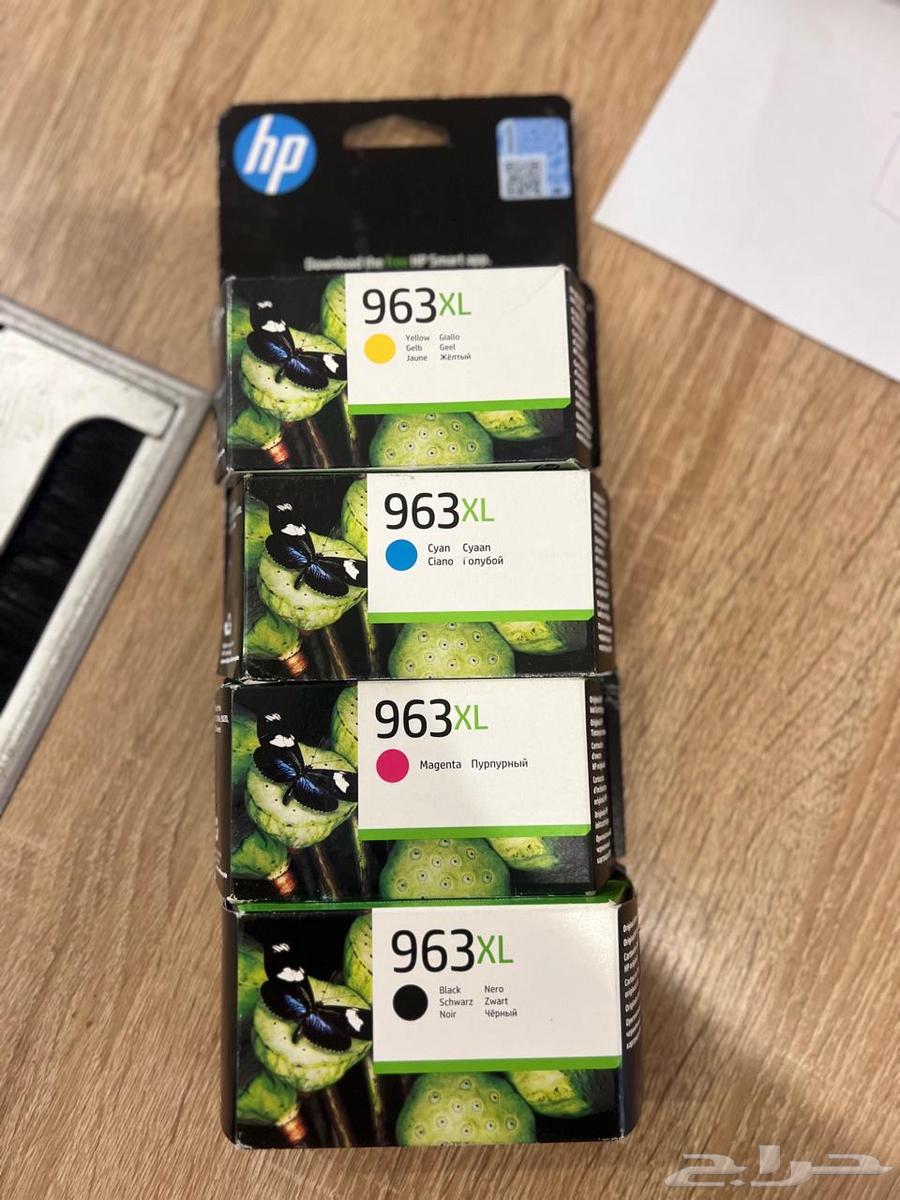 hp
Download the free HP Smart app.
963XL
Yellow Giallo
Gelb Geel
Jaune Жёлтый
hp
963XL
Cyan Cyaan
Ciano Голубой
963XL
Magenta Пурпурный
963XL
Black Nero
Schwarz Zwart
Noir Чёрный
حراج